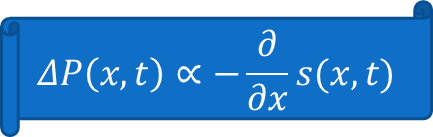 ΔP(x, t) ∝ −∂/∂x s(x, t)